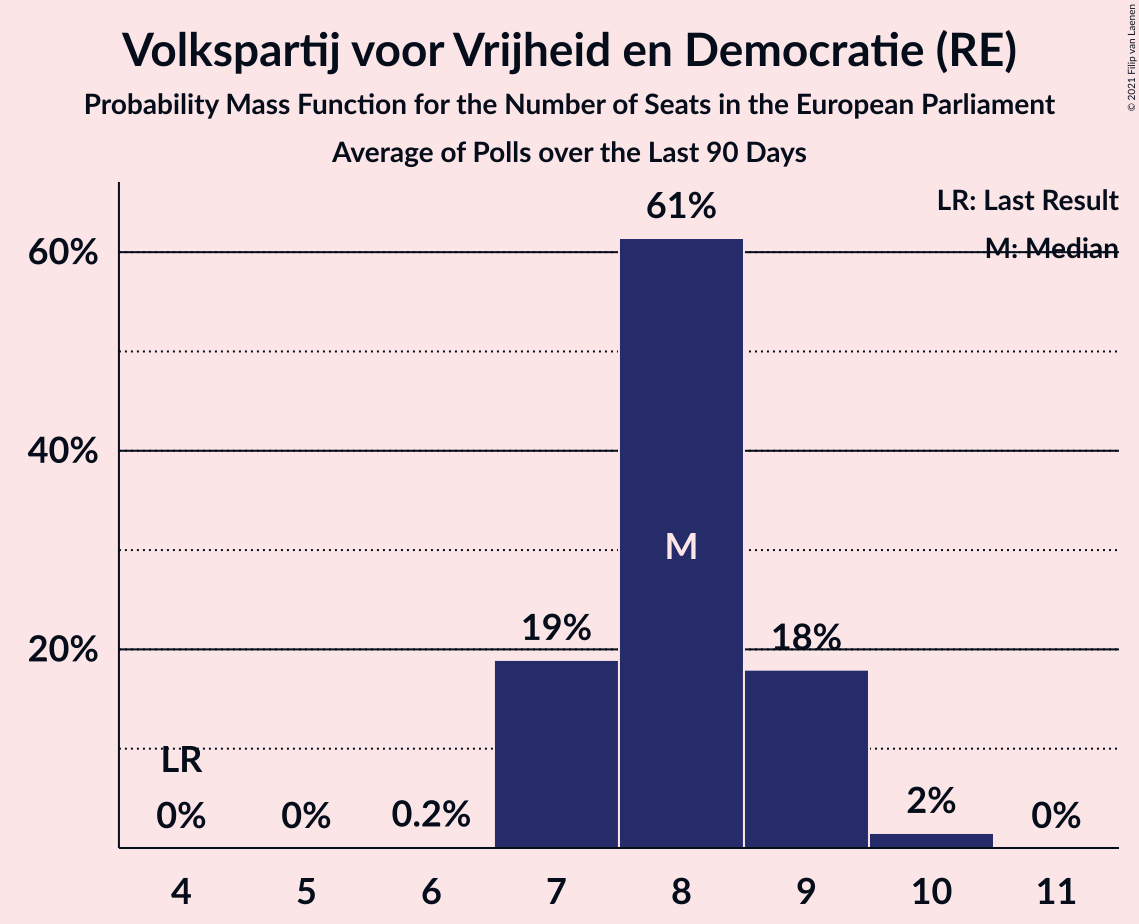 Volkspartij voor Vrijheid en Democratie (RE)
Probability Mass Function for the Number of Seats in the European Parliament
Average of Polls over the Last 90 Days
© 2021 Filip van Laenen
LR: Last Result
M: Median
61%
60%
40%
M
19%
18%
20%
LR
0%
0%
0.2%
2%
0%
4
5
6
7
8
9
10
11